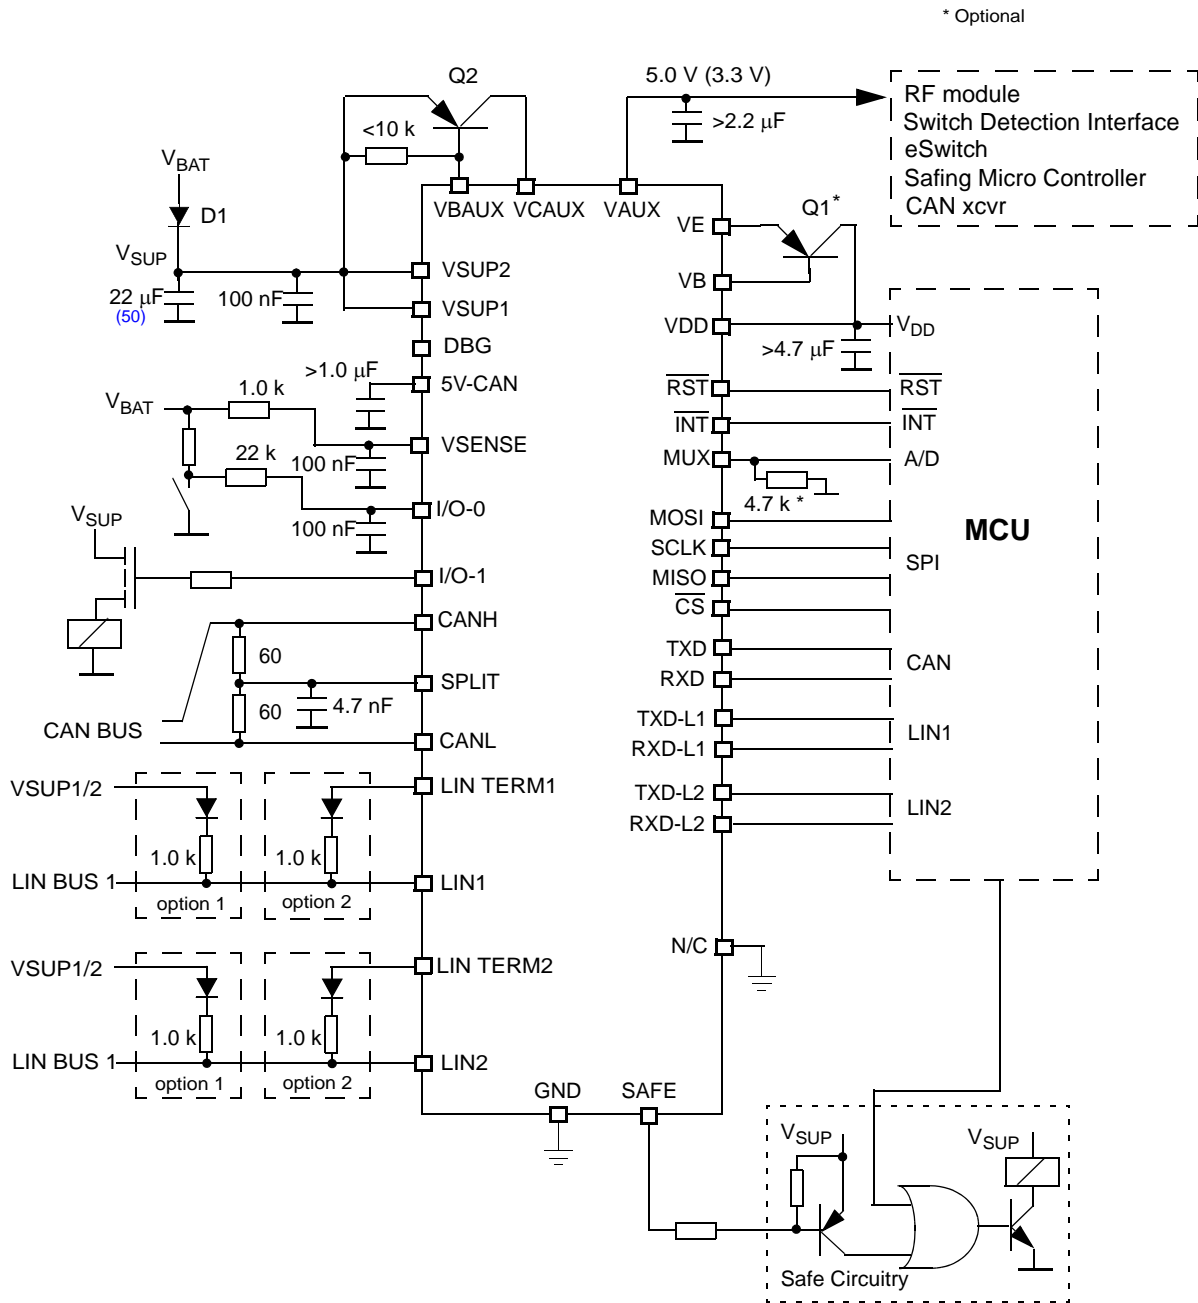 * Optional
Q2
5.0 V (3.3 V)
<10 k
>2.2 μF
RF module
Switch Detection Interface
eSwitch
Safing Micro Controller
CAN xcvr
VBAT
D1
VBAUX
VCAUX
VAUX
Q1*
VE
VSUP
VSUP2
VB
22 μF
(50)
100 nF
VSUP1
VDD
VDD
DBG
>4.7 μF
>1.0 μF
5V-CAN
RST
RST
VBAT
1.0 k
INT
INT
VSENSE
22 k
100 nF
MUX
A/D
4.7 k *
I/O-0
100 nF
VSUP
MOSI
MCU
SCLK
SPI
I/O-1
MISO
CS
CANH
TXD
60
CAN
SPLIT
RXD
60
4.7 nF
TXD-L1
CAN BUS
CANL
LIN1
RXD-L1
VSUP1/2
LIN TERM1
TXD-L2
LIN2
RXD-L2
1.0 k
1.0 k
LIN BUS 1
LIN1
option 1
option 2
N/C
VSUP1/2
LIN TERM2
1.0 k
1.0 k
LIN BUS 1
LIN2
option 1
option 2
GND
SAFE
VSUP
VSUP
Safe Circuitry